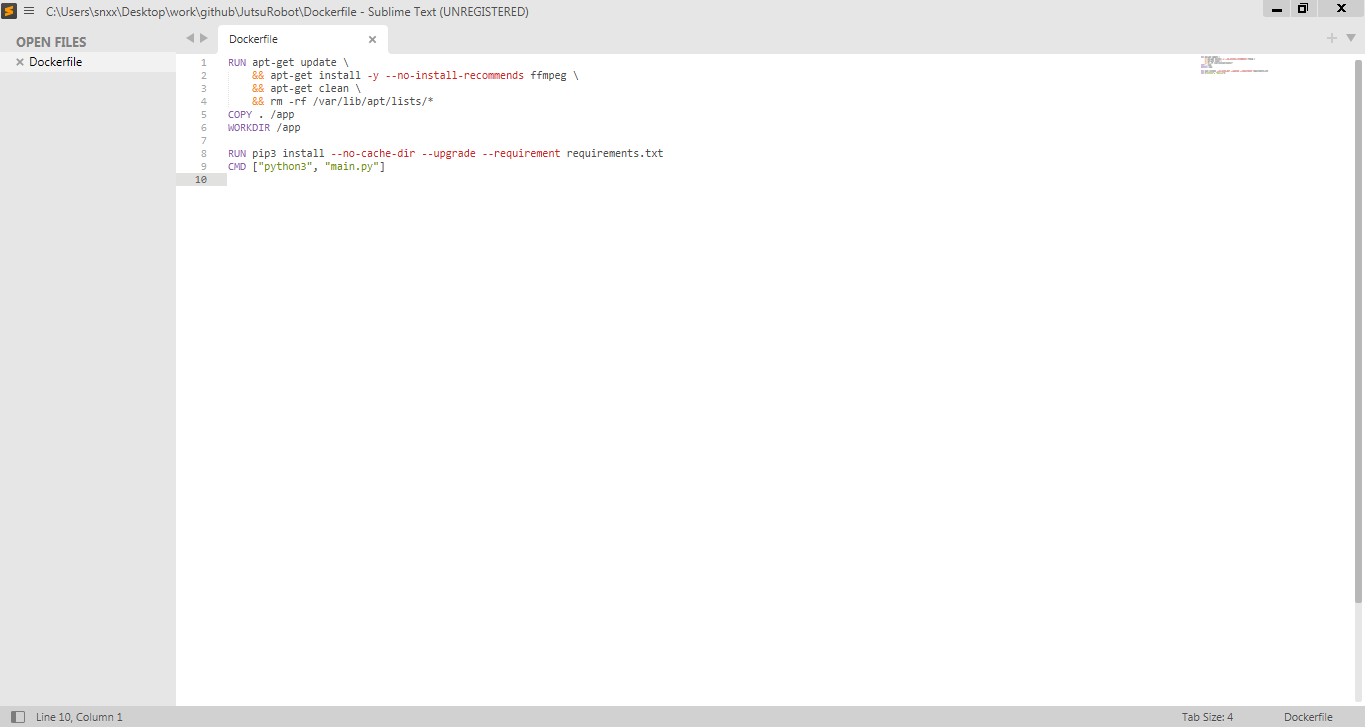 C:\Users\snxx\Desktop\work\github\JutsuRobot\Dockerfile - Sublime Text (UNREGISTERED)
OPEN FILES
Dockerfile
Dockerfile
1 RUN apt-get update \
2 && apt-get install -y --no-install-recommends ffmpeg \
3 && apt-get clean \
4 && rm -rf /var/lib/apt/lists/*
5 COPY . /app
6 WORKDIR /app
7
8 RUN pip3 install --no-cache-dir --upgrade --requirement requirements.txt
9 CMD ["python3", "main.py"]
10
Line 10, Column 1
Tab Size: 4
Dockerfile